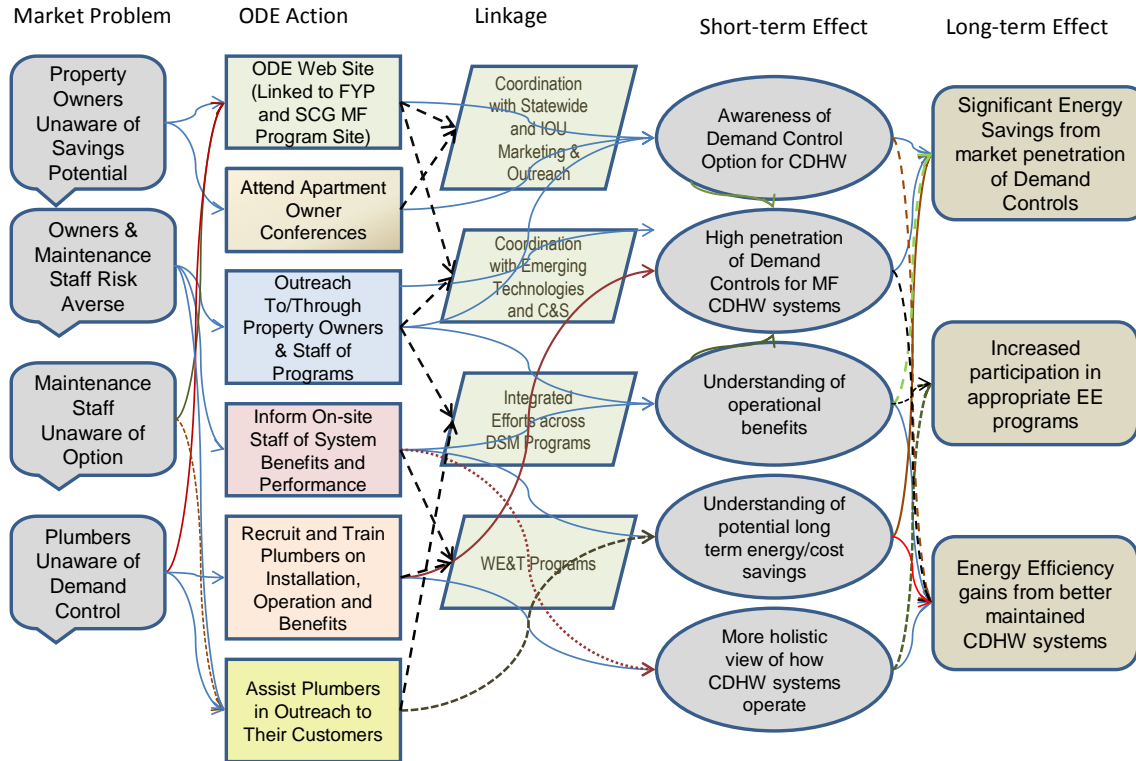 Market Problem
ODE Action
Linkage
Short-term Effect
Long-term Effect
Property
Owners
Unaware of
Savings
Potential
Owners &
Maintenance
Staff Risk
Averse
Maintenance
Staff
Unaware of
Option
Plumbers
Unaware of
Demand
Control
ODE Web Site
(Linked to FYP
and SCG MF
Program Site)
Attend Apartment
Owner
Conferences
Outreach
To/Through
Property Owners
& Staff of
Programs
Inform On-site
Staff of System
Benefits and
Performance
Recruit and Train
Plumbers on
Installation,
Operation and
Benefits
Assist Plumbers
in Outreach to
Their Customers
Coordination
with Statewide
and IOU
Marketing &
Outreach
Coordination
with Emerging
Technologies
and C&S
Integrated
Efforts across
DSM Programs
WE&T Programs
Awareness of
Demand Control
Option for CDHW
High penetration
of Demand
Controls for MF
CDHW systems
Understanding of
operational
benefits
Understanding of
potential long
term energy/cost
savings
More holistic
view of how
CDHW systems
operate
Significant Energy
Savings from
market penetration
of Demand
Controls
Increased
participation in
appropriate EE
programs
Energy Efficiency
gains from better
maintained
CDHW systems